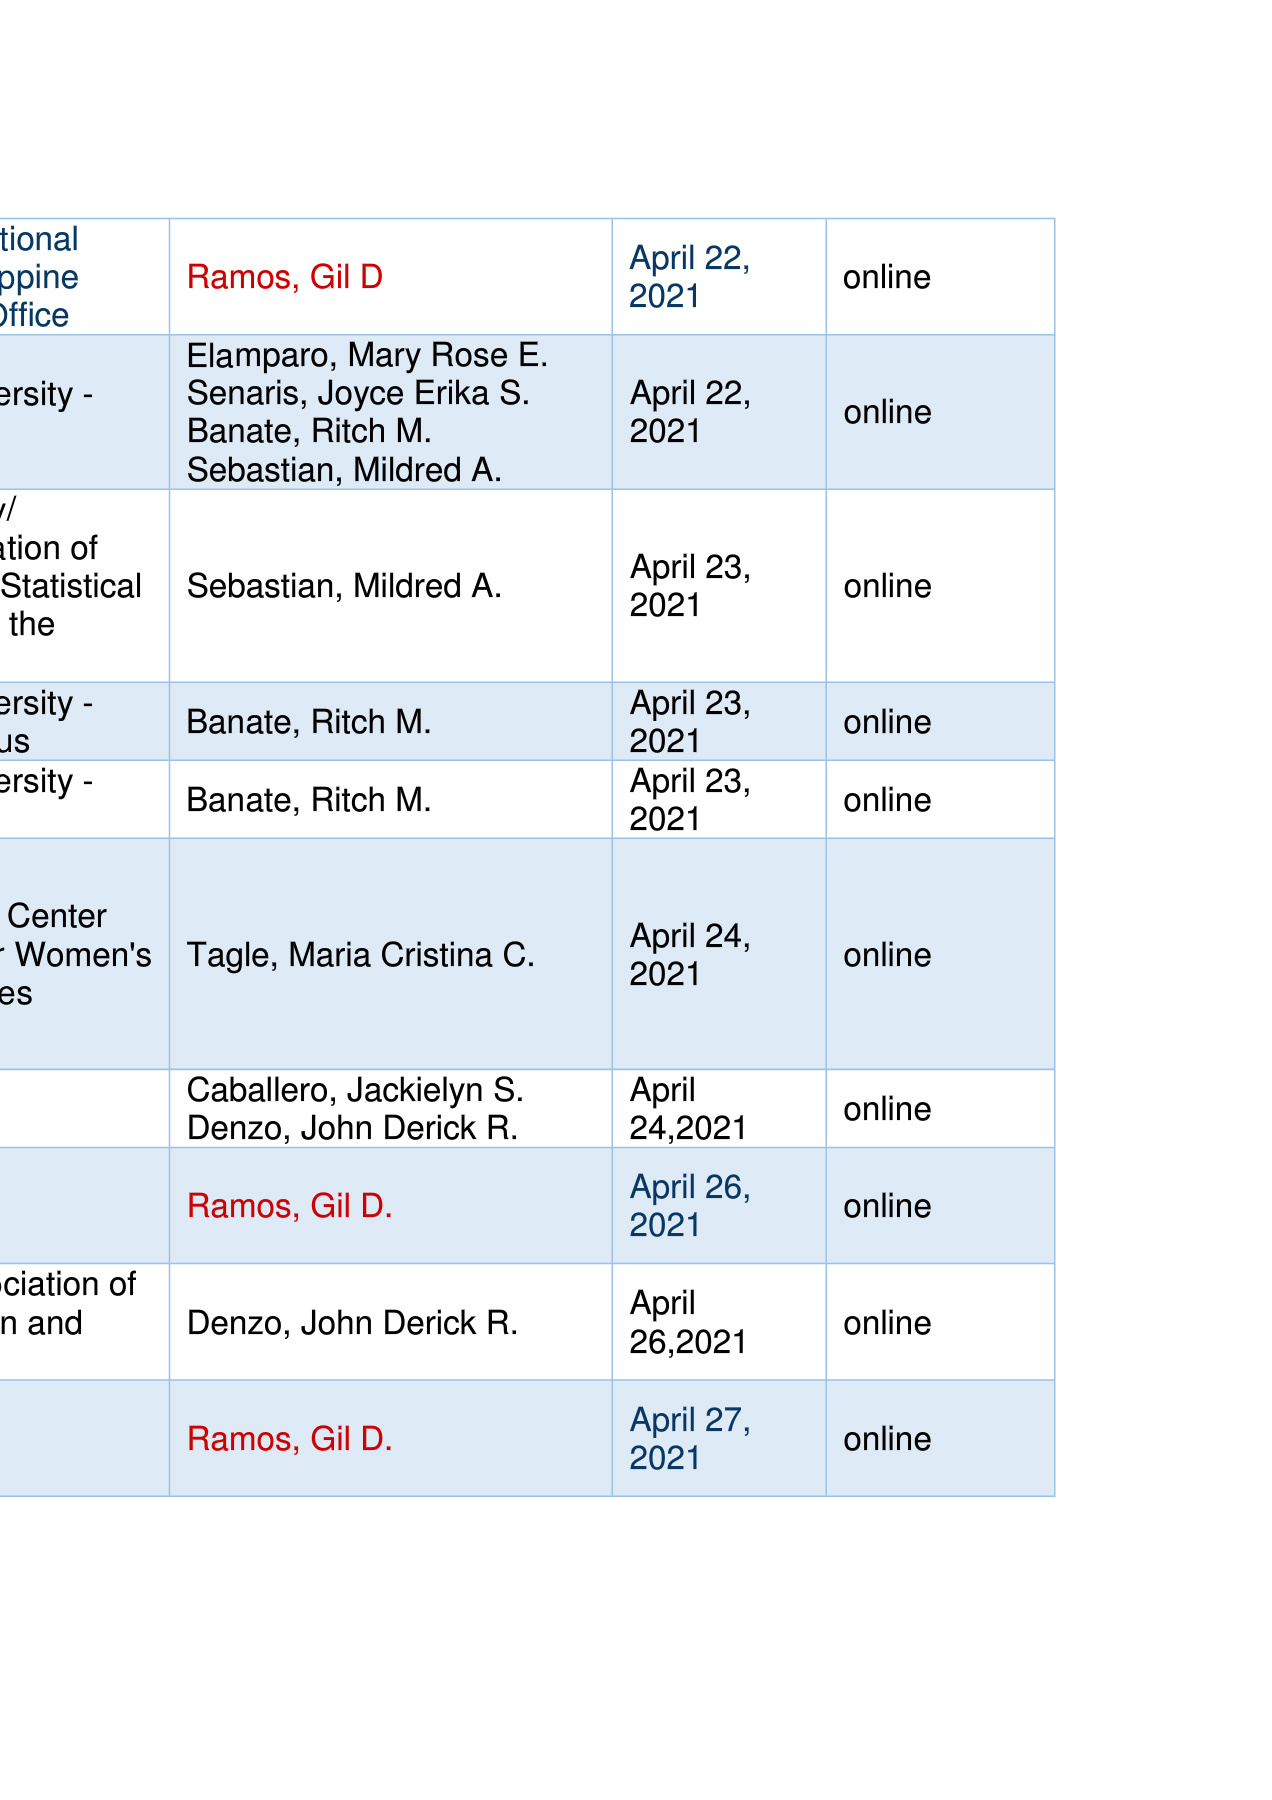 tional
ppine
Office
Ramos, Gil D
April 22,
2021
online
ersity -
Elamparo, Mary Rose E.
Senaris, Joyce Erika S.
Banate, Ritch M.
Sebastian, Mildred A.
April 22,
2021
online
y/
ation of
Statistical
the
Sebastian, Mildred A.
April 23,
2021
online
ersity -
us
Banate, Ritch M.
April 23,
2021
online
ersity -
Banate, Ritch M.
April 23,
2021
online
Center
r Women's
es
Tagle, Maria Cristina C.
April 24,
2021
online
Caballero, Jackielyn S.
Denzo, John Derick R.
April
24,2021
online
Ramos, Gil D.
April 26,
2021
online
ociation of
n and
Denzo, John Derick R.
April
26,2021
online
Ramos, Gil D.
April 27,
2021
online